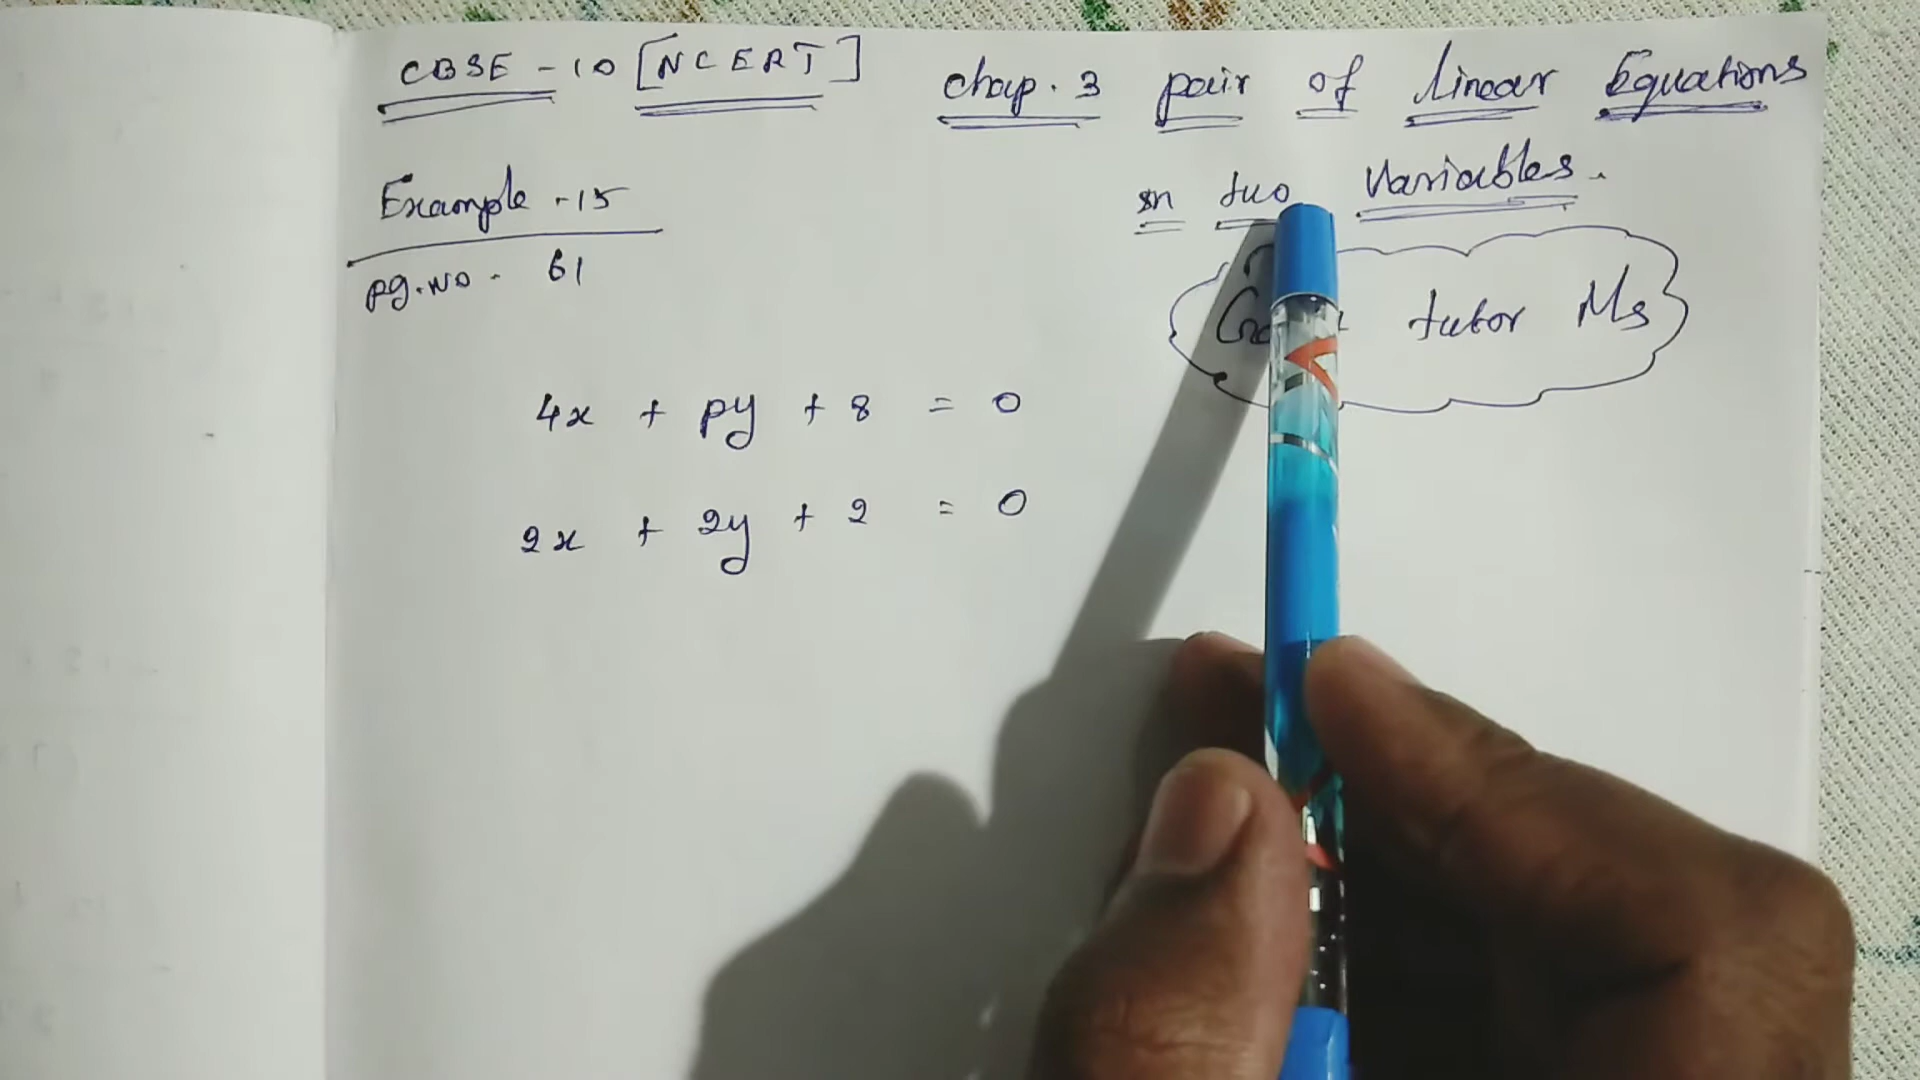 CBSE - 10 [NCERT] chap. 3 pair of linear Equations
in two Variables.
Example - 15
pg.no - 61
tutor Ms
4x + py + 8 = 0
2x + 2y + 2 = 0